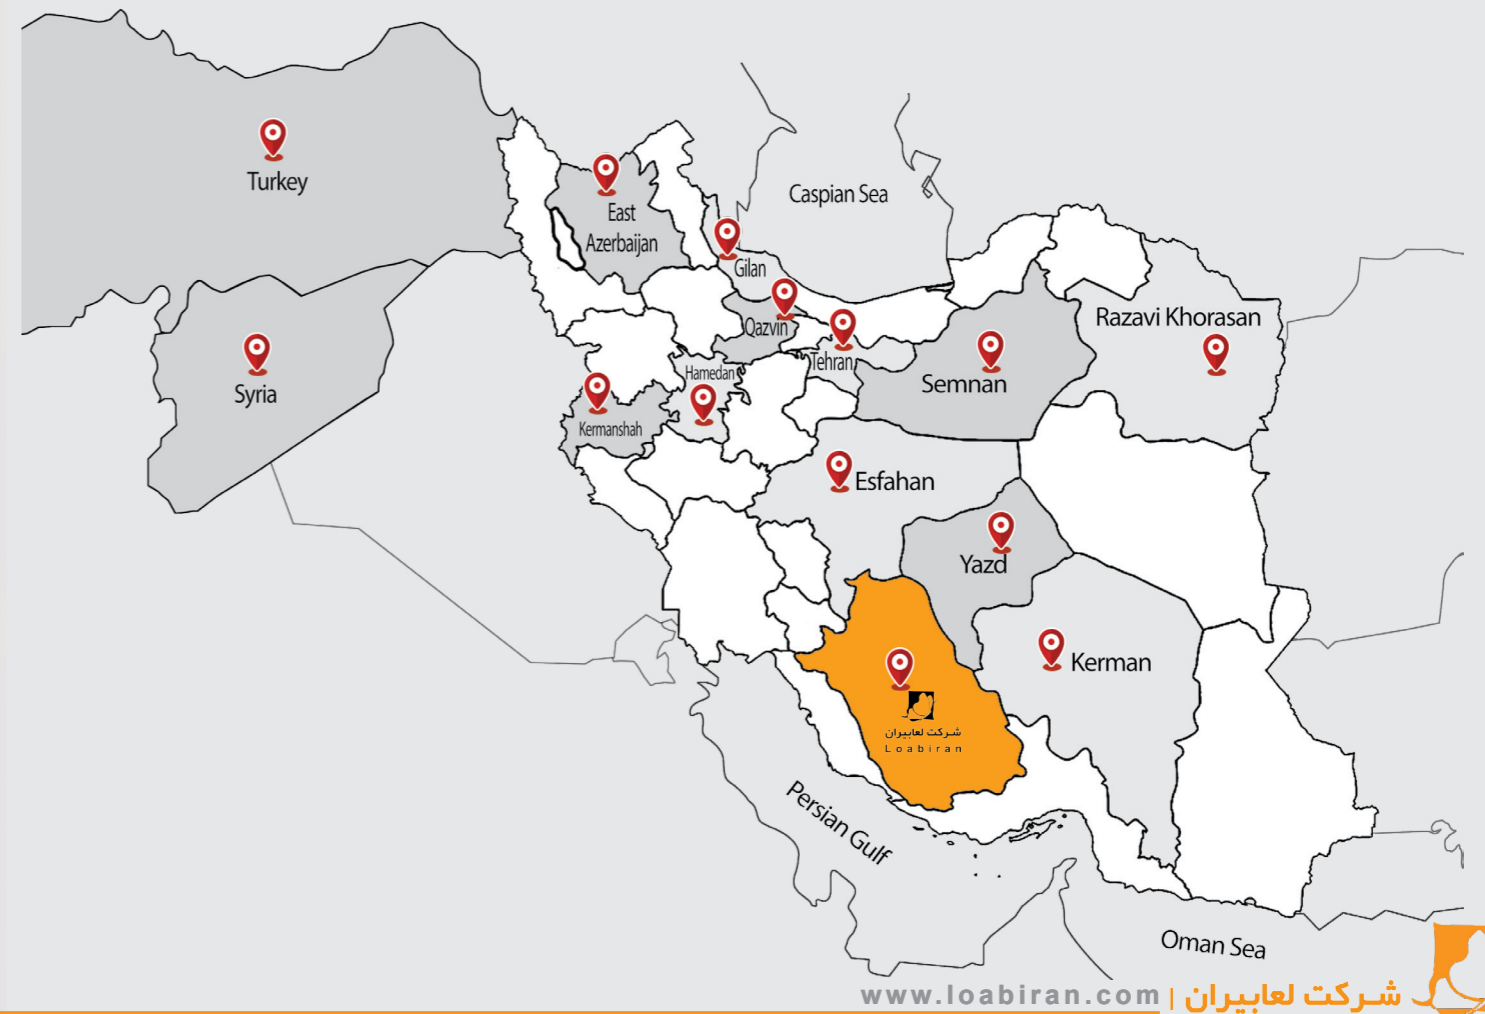 Turkey
East
Azerbaijan
Caspian Sea
Gilan
Razavi Khorasan
Qazvin
Tehran
Hamedan
Semnan
Syria
Kermanshah
Esfahan
Yazd
Kerman
شرکت لعابیران
Loabiran
Persian Gulf
Oman Sea
www.loabiran.com | شرکت لعابیران